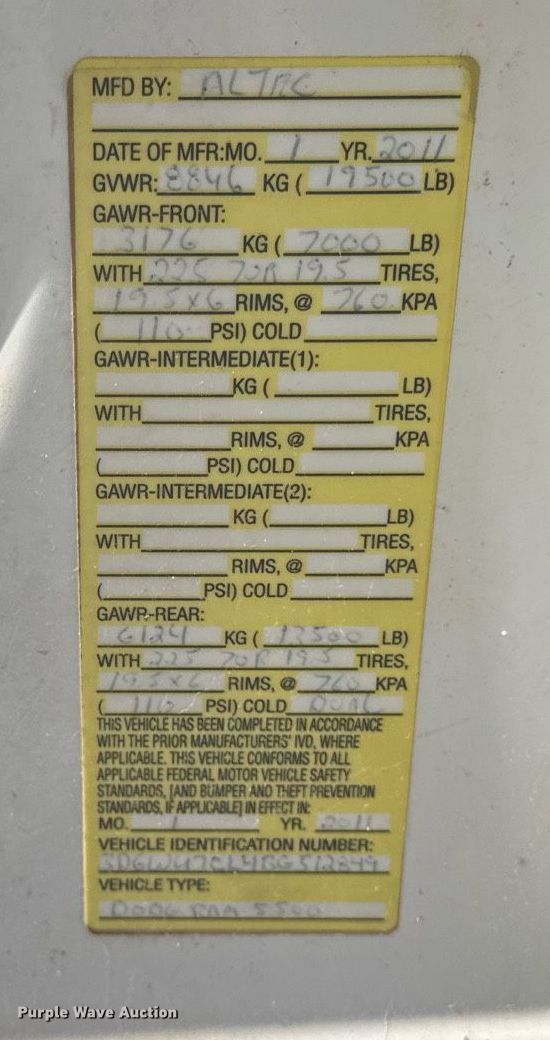 MFD BY: ALTEC
DATE OF MFR:MO. 1 YR. 2011
GVWR: 8846 KG ( 19500 LB)
GAWR-FRONT:
3176 KG ( 7000 LB)
WITH 225 70R 19.5 TIRES,
19.5x6 RIMS, @ 760 KPA
( 110 PSI) COLD
GAWR-INTERMEDIATE(1):
KG ( LB)
WITH TIRES,
RIMS, @ KPA
( PSI) COLD
GAWR-INTERMEDIATE(2):
KG ( LB)
WITH TIRES,
RIMS, @ KPA
( PSI) COLD
GAWR-REAR:
6124 KG ( 13500 LB)
WITH 225 70R 19.5 TIRES,
19.5x6 RIMS, @ 760 KPA
( 110 PSI) COLD DUAL
THIS VEHICLE HAS BEEN COMPLETED IN ACCORDANCE
WITH THE PRIOR MANUFACTURERS' IVD, WHERE
APPLICABLE. THIS VEHICLE CONFORMS TO ALL
APPLICABLE FEDERAL MOTOR VEHICLE SAFETY
STANDARDS, [AND BUMPER AND THEFT PREVENTION
STANDARDS, IF APPLICABLE] IN EFFECT IN:
MO. 1 YR. 2011
VEHICLE IDENTIFICATION NUMBER:
3D6WU7CL4BG512849
VEHICLE TYPE:
DODG RAM 5500
Purple Wave Auction